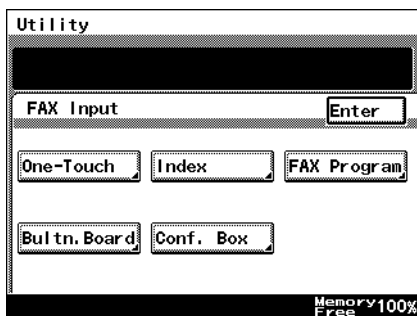 Utility
FAX Input Enter
One-Touch Index FAX Program
Bultn.Board Conf. Box
Memory Free 100%